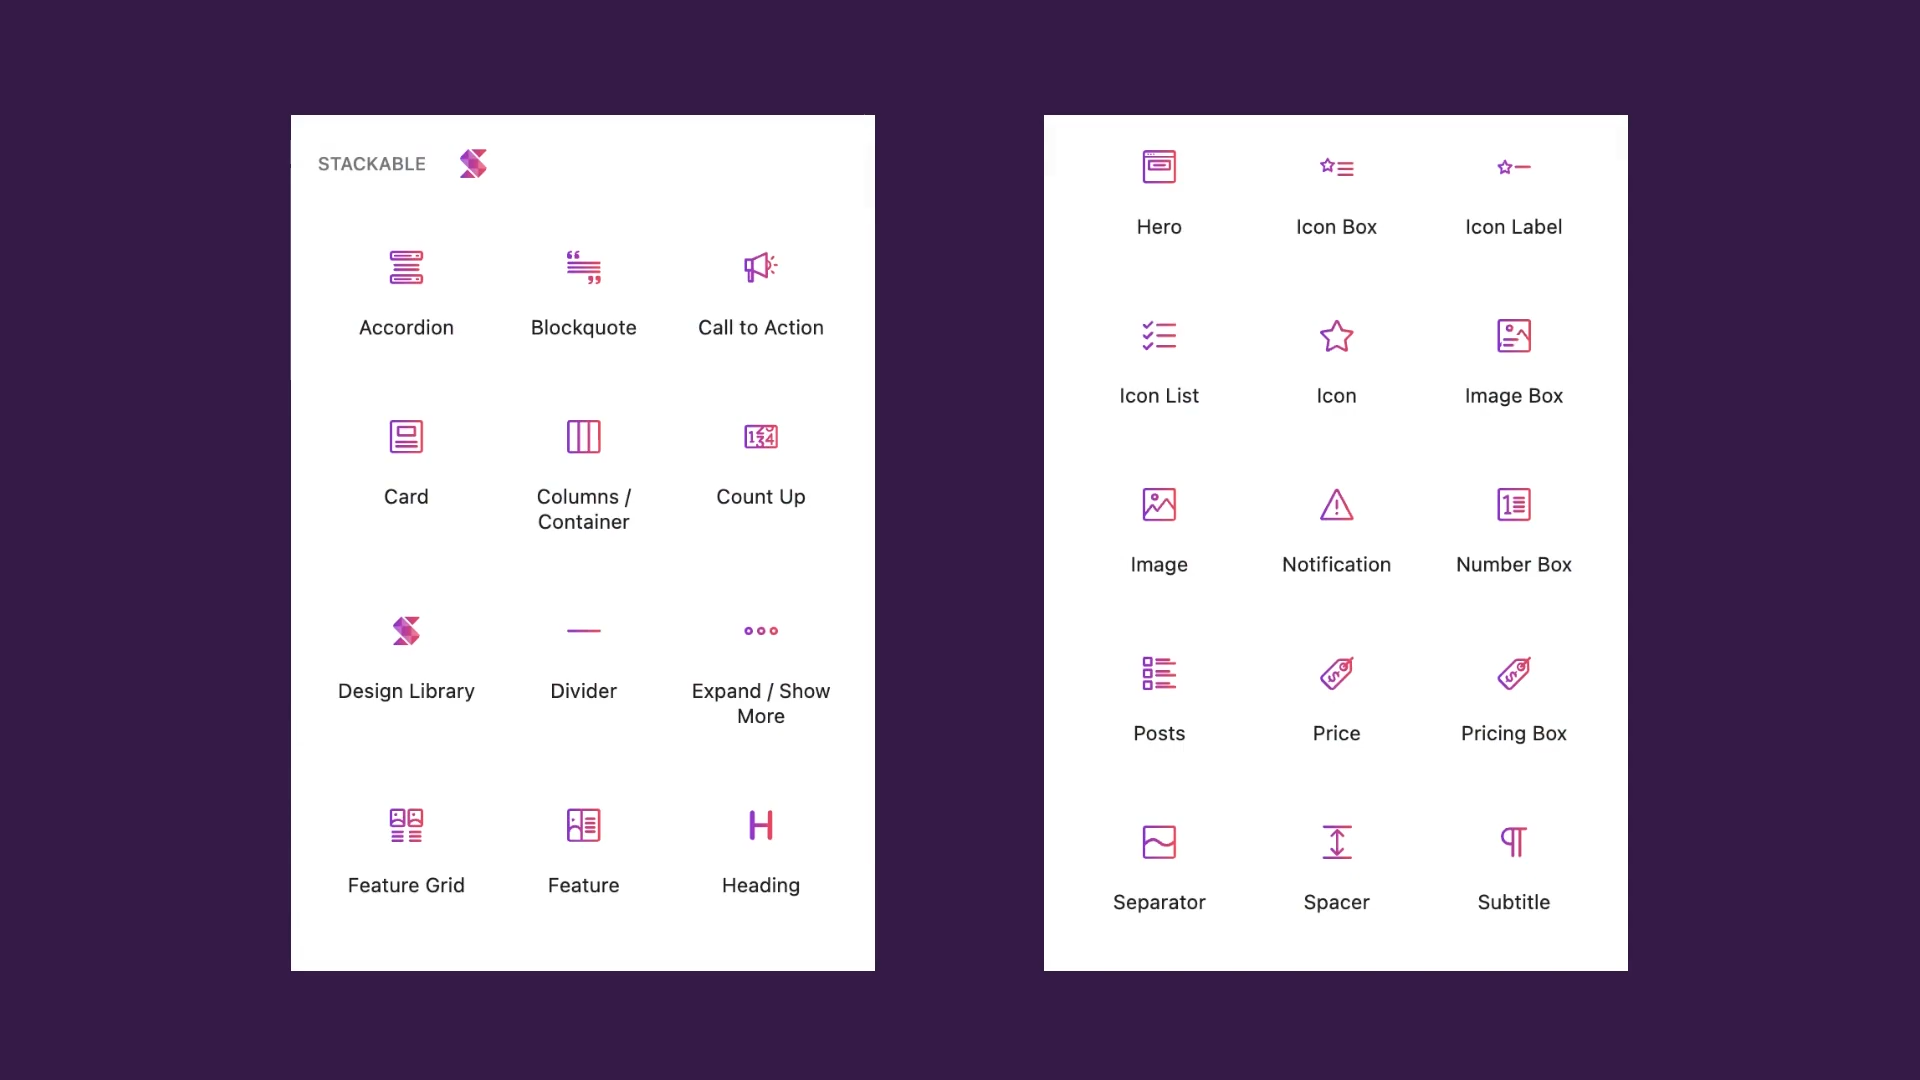 STACKABLE
Accordion
Blockquote
Call to Action
Card
Columns /
Container
Count Up
Design Library
Divider
Expand / Show
More
Feature Grid
Feature
Heading
Hero
Icon Box
Icon Label
Icon List
Icon
Image Box
Image
Notification
Number Box
Posts
Price
Pricing Box
Separator
Spacer
Subtitle